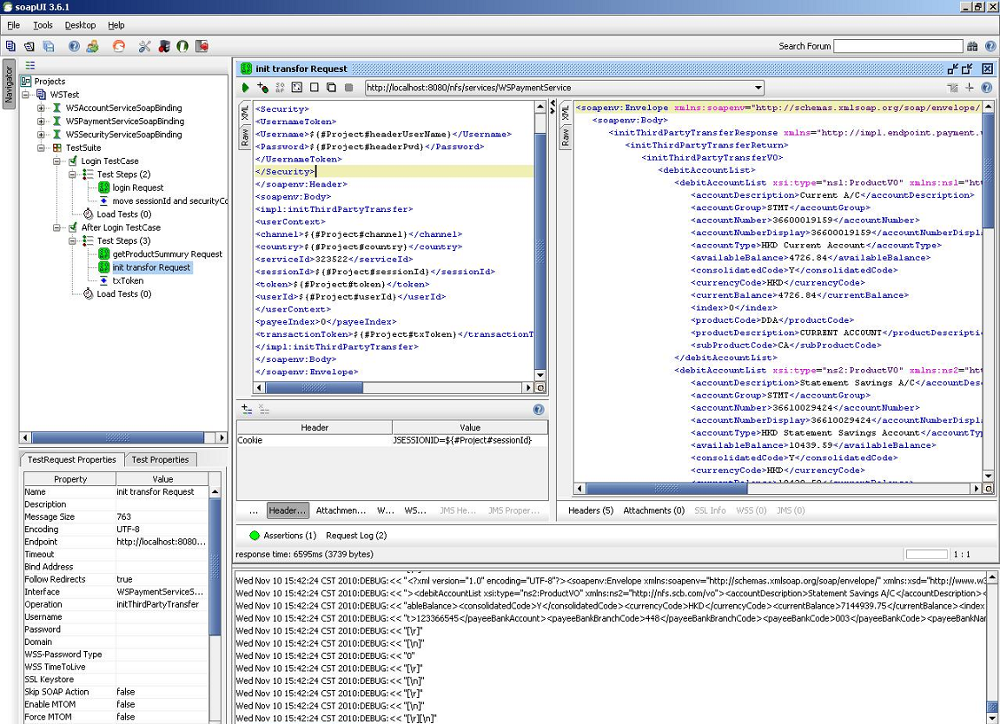 soapUI 3.6.1
File Tools Desktop Help
Search Forum
Navigator
Projects
WSTest
WSAccountServiceSoapBinding
WSPaymentServiceSoapBinding
WSSecurityServiceSoapBinding
TestSuite
Login TestCase
Test Steps (2)
login Request
move sessionId and securityCo
Load Tests (0)
After Login TestCase
Test Steps (3)
getProductSummury Request
init transfor Request
txToken
Load Tests (0)
TestRequest Properties Test Properties
Property Value
Name init transfor Request
Description
Message Size 763
Encoding UTF-8
Endpoint http://localhost:8080...
Timeout
Bind Address
Follow Redirects true
Interface WSPaymentServiceS...
Operation initThirdPartyTransfer
Username
Password
Domain
WSS-Password Type
WSS TimeToLive
SSL Keystore
Skip SOAP Action false
Enable MTOM false
Force MTOM false
init transfor Request
http://localhost:8080/nfs/services/WSPaymentService
XML
Raw
<Security>
<UsernameToken>
<Username>${#Project#headerUserName}</Username>
<Password>${#Project#headerPwd}</Password>
</UsernameToken>
</Security>
</soapenv:Header>
<soapenv:Body>
<impl:initThirdPartyTransfer>
<userContext>
<channel>${#Project#channel}</channel>
<country>${#Project#country}</country>
<serviceId>323522</serviceId>
<sessionId>${#Project#sessionId}</sessionId>
<token>${#Project#token}</token>
<userId>${#Project#userId}</userId>
</userContext>
<payeeIndex>0</payeeIndex>
<transactionToken>${#Project#txToken}</transactionT
</impl:initThirdPartyTransfer>
</soapenv:Body>
</soapenv:Envelope>
Header Value
Cookie JSESSIONID=${#Project#sessionId}
... Header... Attachmen... W... WS... JMS He... JMS Proper...
XML
Raw
<soapenv:Envelope xmlns:soapenv="http://schemas.xmlsoap.org/soap/envelope/
<soapenv:Body>
<initThirdPartyTransferResponse xmlns="http://impl.endpoint.payment.
<initThirdPartyTransferReturn>
<initThirdPartyTransferVO>
<debitAccountList>
<debitAccountList xsi:type="ns1:ProductVO" xmlns:ns1="ht
<accountDescription>Current A/C</accountDescription>
<accountGroup>STMT</accountGroup>
<accountNumber>36600019159</accountNumber>
<accountNumberDisplay>36600019159</accountNumberDispl
<accountType>HKD Current Account</accountType>
<availableBalance>4726.84</availableBalance>
<consolidatedCode>Y</consolidatedCode>
<currencyCode>HKD</currencyCode>
<currentBalance>4726.84</currentBalance>
<index>0</index>
<productCode>DDA</productCode>
<productDescription>CURRENT ACCOUNT</productDescripti
<subProductCode>CA</subProductCode>
</debitAccountList>
<debitAccountList xsi:type="ns2:ProductVO" xmlns:ns2="ht
<accountDescription>Statement Savings A/C</accountDes
<accountGroup>STMT</accountGroup>
<accountNumber>36610029424</accountNumber>
<accountNumberDisplay>36610029424</accountNumberDispl
<accountType>HKD Statement Savings Account</accountTy
<availableBalance>10439.59</availableBalance>
<consolidatedCode>Y</consolidatedCode>
<currencyCode>HKD</currencyCode>
Headers (5) Attachments (0) SSL Info WSS (0) JMS (0)
Assertions (1) Request Log (2)
response time: 6595ms (3739 bytes)
1 : 1
Wed Nov 10 15:42:24 CST 2010:DEBUG:<< "<?xml version="1.0" encoding="UTF-8"?><soapenv:Envelope xmlns:soapenv="http://schemas.xmlsoap.org/soap/envelope/" xmlns:xsd="http://www.w3
Wed Nov 10 15:42:24 CST 2010:DEBUG:<< "><debitAccountList xsi:type="ns2:ProductVO" xmlns:ns2="http://nfs.scb.com/vo"><accountDescription>Statement Savings A/C</accountDescription><
Wed Nov 10 15:42:24 CST 2010:DEBUG:<< "ableBalance><consolidatedCode>Y</consolidatedCode><currencyCode>HKD</currencyCode><currentBalance>7144939.75</currentBalance><index
Wed Nov 10 15:42:24 CST 2010:DEBUG:<< "t>123366545</payeeBankAccount><payeeBankBranchCode>448</payeeBankBranchCode><payeeBankCode>003</payeeBankCode><payeeBankNar
Wed Nov 10 15:42:24 CST 2010:DEBUG:<< "[\r]"
Wed Nov 10 15:42:24 CST 2010:DEBUG:<< "[\n]"
Wed Nov 10 15:42:24 CST 2010:DEBUG:<< "0"
Wed Nov 10 15:42:24 CST 2010:DEBUG:<< "[\r]"
Wed Nov 10 15:42:24 CST 2010:DEBUG:<< "[\n]"
Wed Nov 10 15:42:24 CST 2010:DEBUG:<< "[\r]"
Wed Nov 10 15:42:24 CST 2010:DEBUG:<< "[\n]"
Wed Nov 10 15:42:24 CST 2010:DEBUG:<< "[\r][\n]"